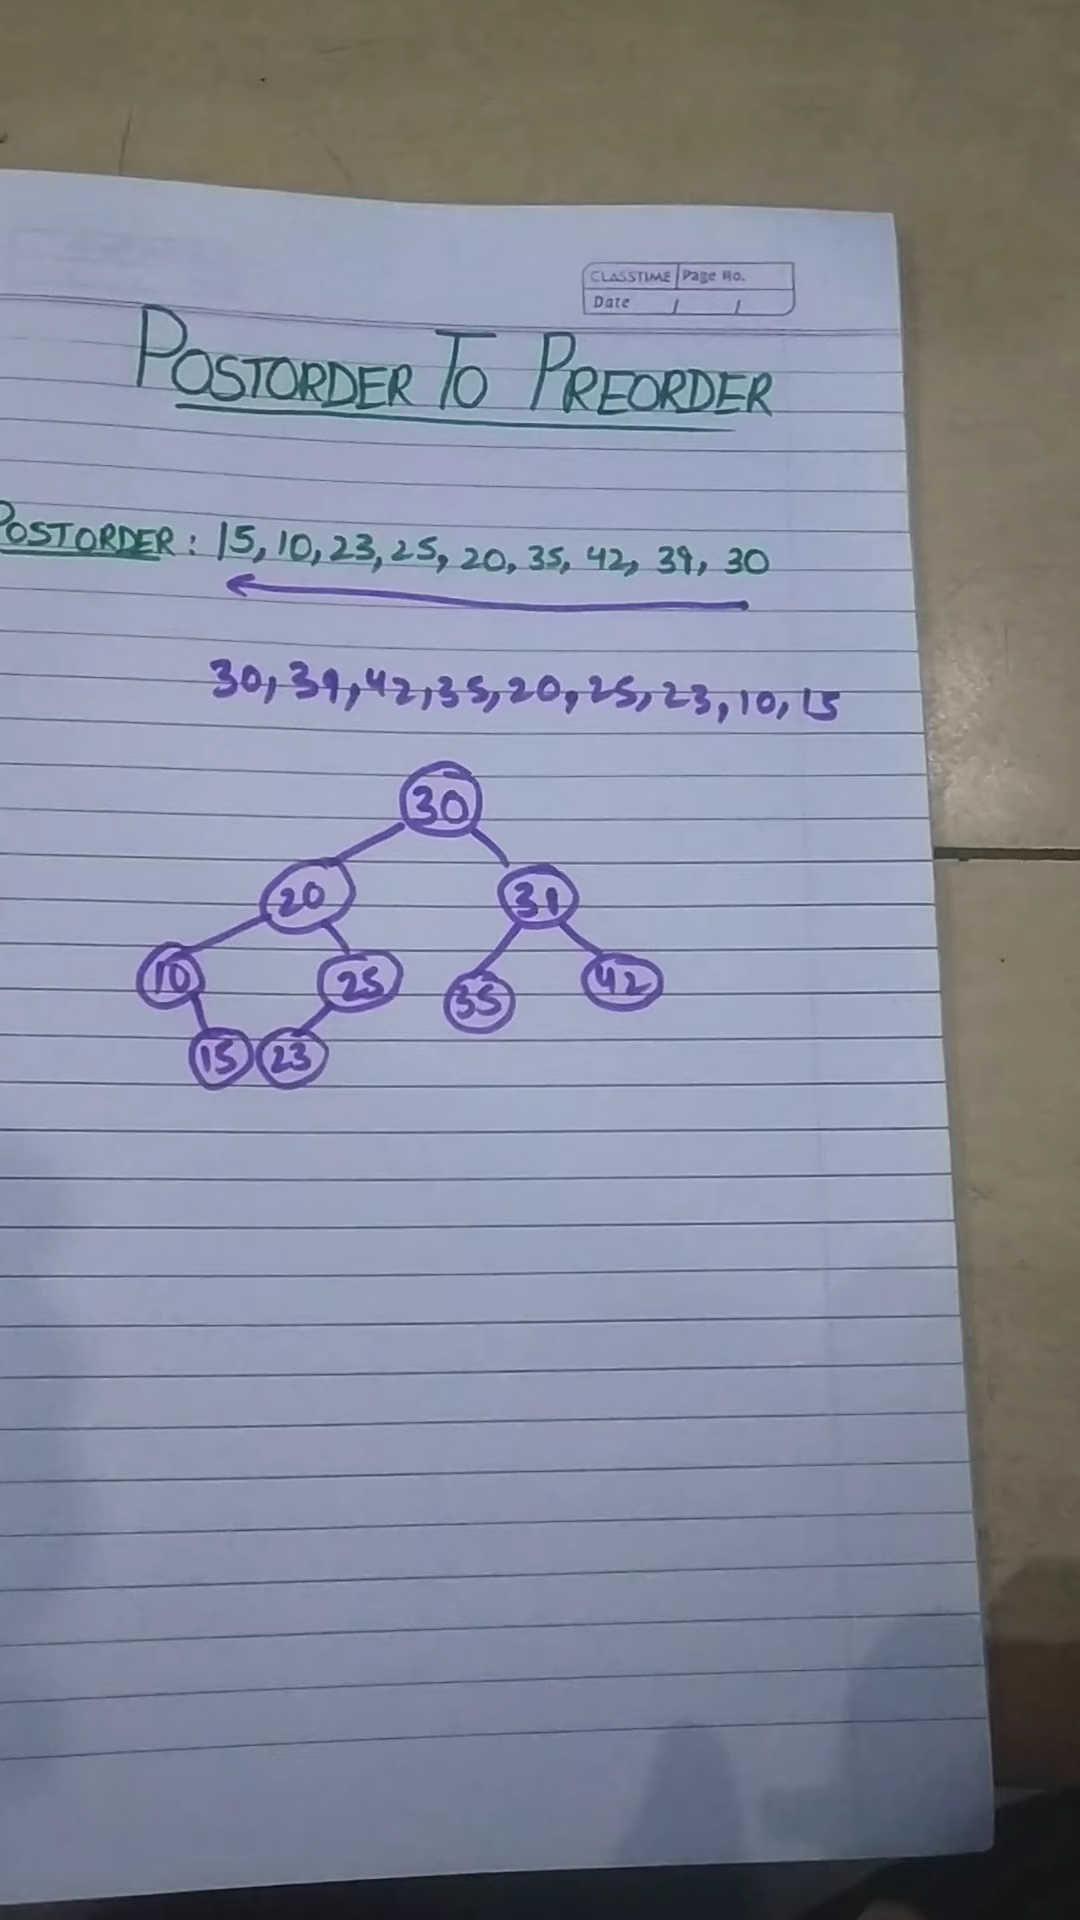 CLASSTIME Page No.
Date / /
POSTORDER TO PREORDER
POSTORDER: 15, 10, 23, 25, 20, 35, 42, 39, 30
30, 39, 42, 35, 20, 25, 23, 10, 15
30
20 39
10 25 35 42
15 23